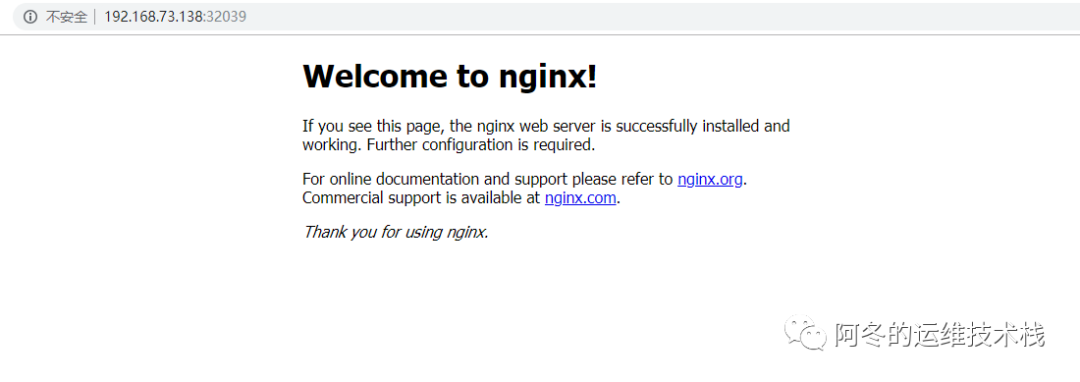 不安全 | 192.168.73.138:32039
Welcome to nginx!
If you see this page, the nginx web server is successfully installed and
working. Further configuration is required.
For online documentation and support please refer to nginx.org.
Commercial support is available at nginx.com.
Thank you for using nginx.
阿冬的运维技术栈